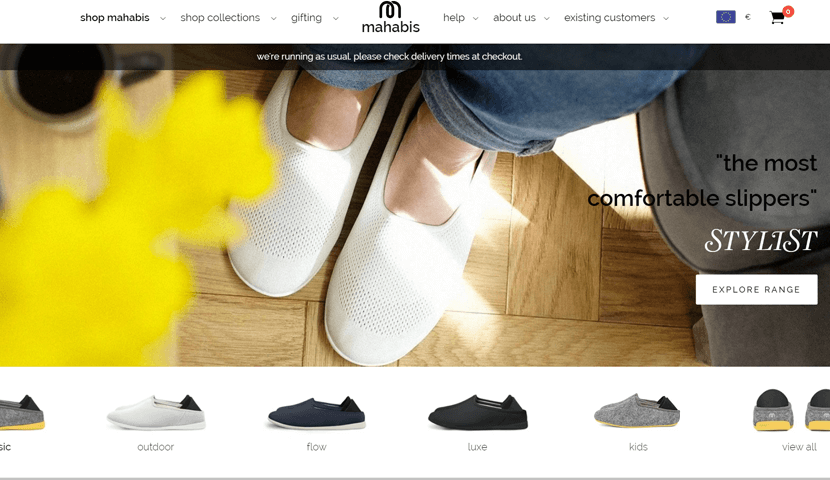 shop mahabis
shop collections
gifting
mahabis
help
about us
existing customers
€
0
we're running as usual, please check delivery times at checkout.
"the most
comfortable slippers"
STYLIST
EXPLORE RANGE
sic
outdoor
flow
luxe
kids
view all